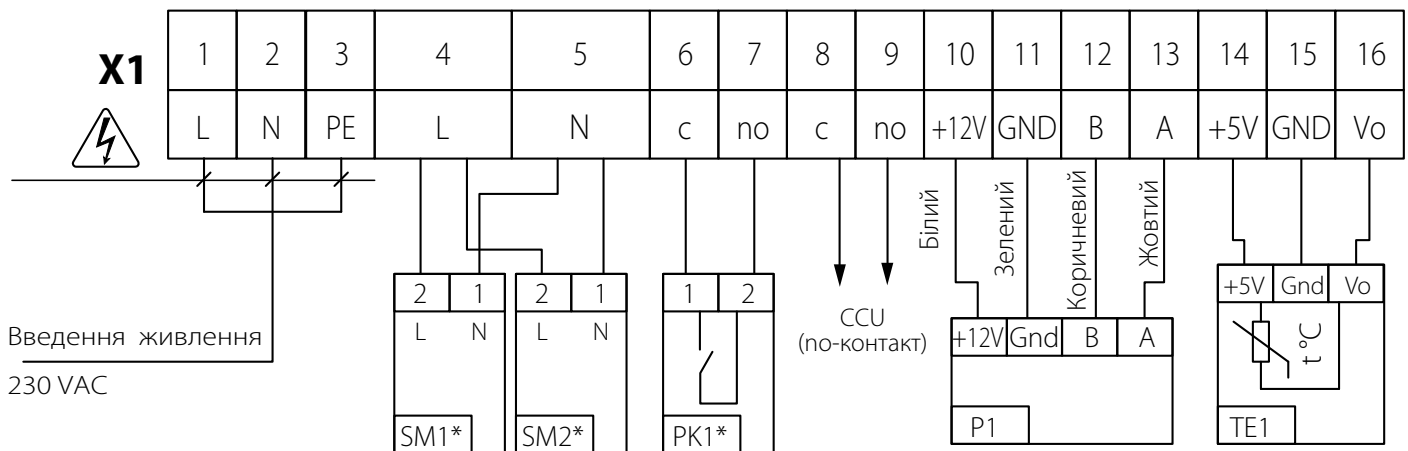 X1
1 2 3 4 5 6 7 8 9 10 11 12 13 14 15 16
L N PE L N c no c no +12V GND B A +5V GND Vo
Білий
Зелений
Коричневий
Жовтий
2 1 2 1 1 2
L N L N
CCU
(no-контакт)
+12V Gnd B A
+5V Gnd Vo
t °C
Введення живлення
230 VAC
SM1* SM2* PK1* P1 TE1